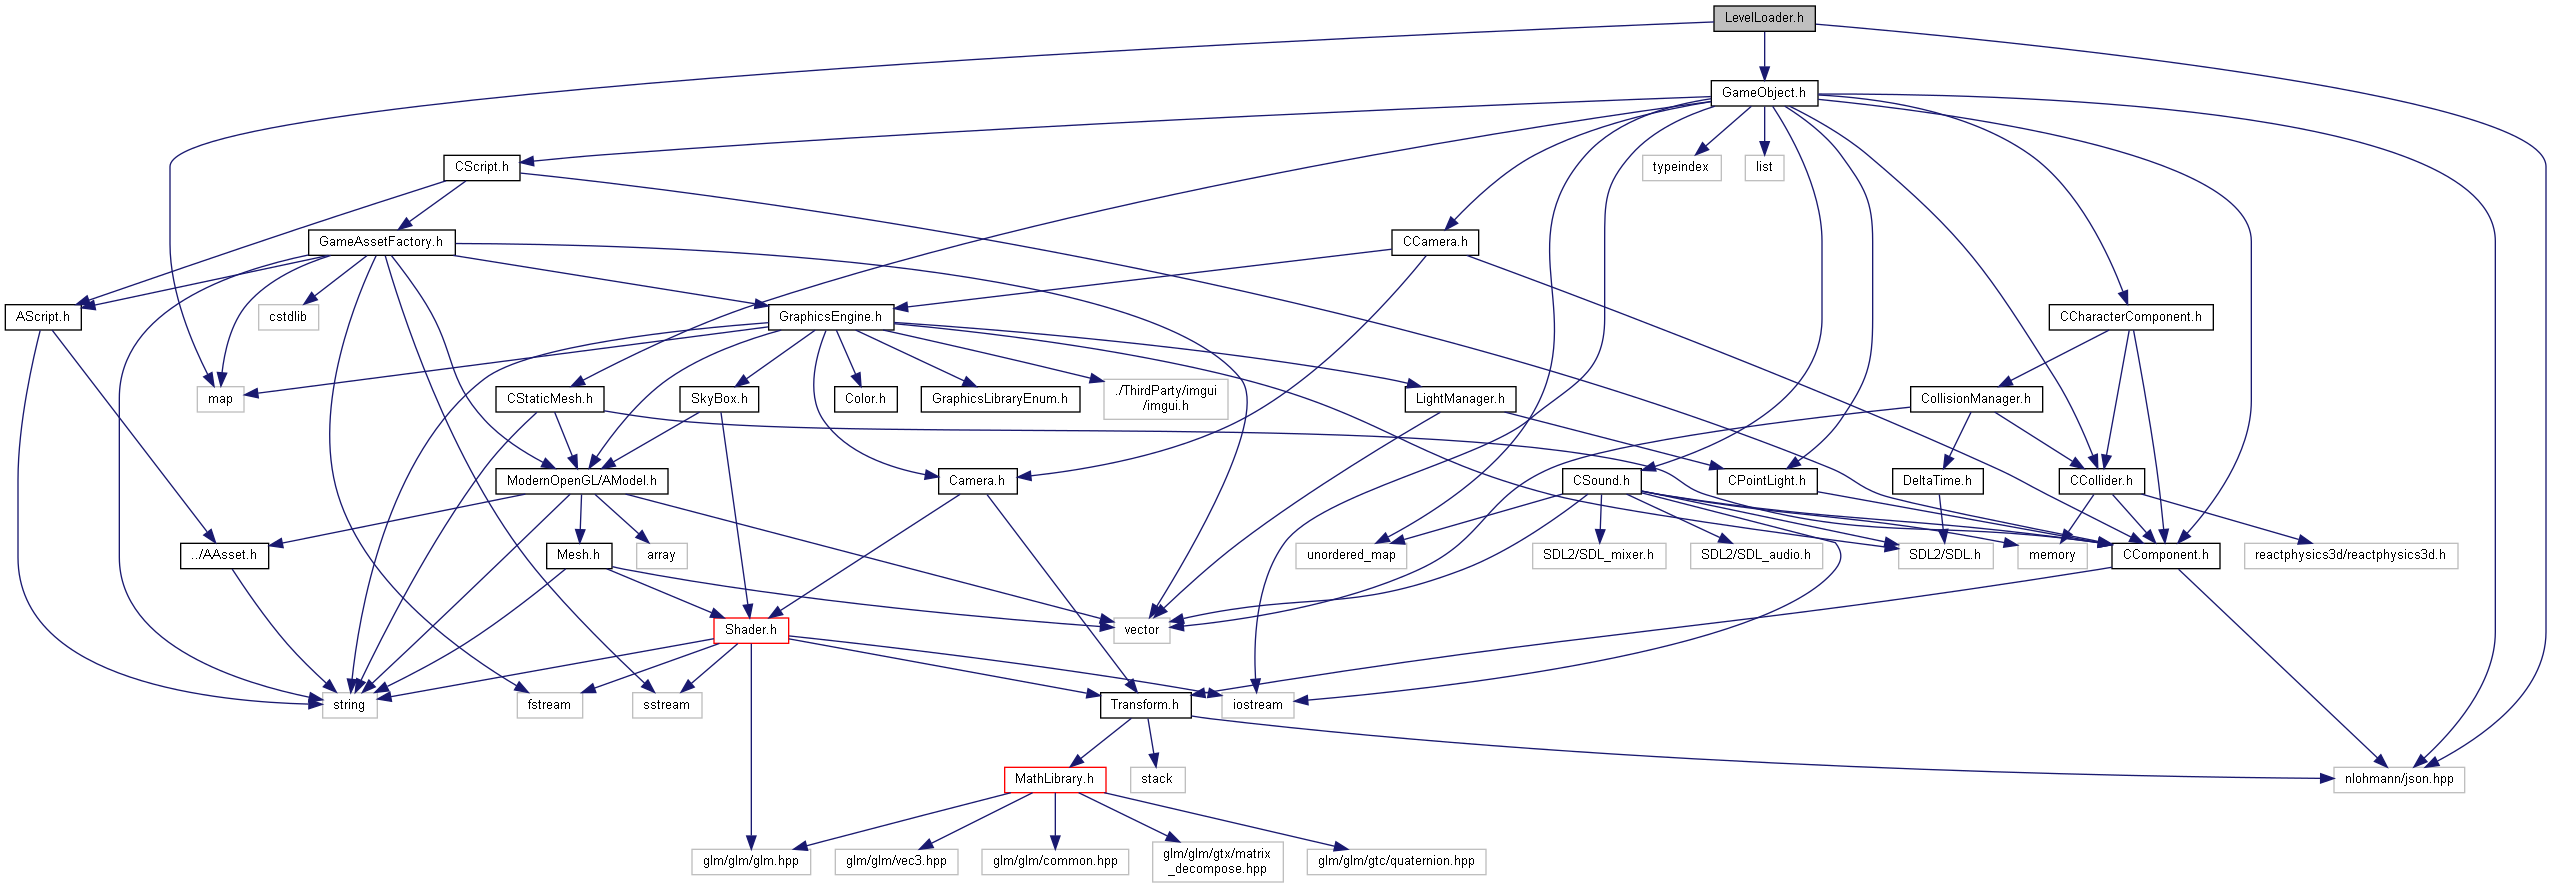 LevelLoader.h
GameObject.h
CScript.h
typeindex
list
GameAssetFactory.h
CCamera.h
AScript.h
cstdlib
GraphicsEngine.h
CCharacterComponent.h
map
CStaticMesh.h
SkyBox.h
Color.h
GraphicsLibraryEnum.h
./ThirdParty/imgui
/imgui.h
LightManager.h
CollisionManager.h
ModernOpenGL/AModel.h
Camera.h
CSound.h
CPointLight.h
DeltaTime.h
CCollider.h
../AAsset.h
Mesh.h
array
unordered_map
SDL2/SDL_mixer.h
SDL2/SDL_audio.h
SDL2/SDL.h
memory
CComponent.h
reactphysics3d/reactphysics3d.h
Shader.h
vector
string
fstream
sstream
Transform.h
iostream
MathLibrary.h
stack
nlohmann/json.hpp
glm/glm/glm.hpp
glm/glm/vec3.hpp
glm/glm/common.hpp
glm/glm/gtx/matrix
_decompose.hpp
glm/glm/gtc/quaternion.hpp